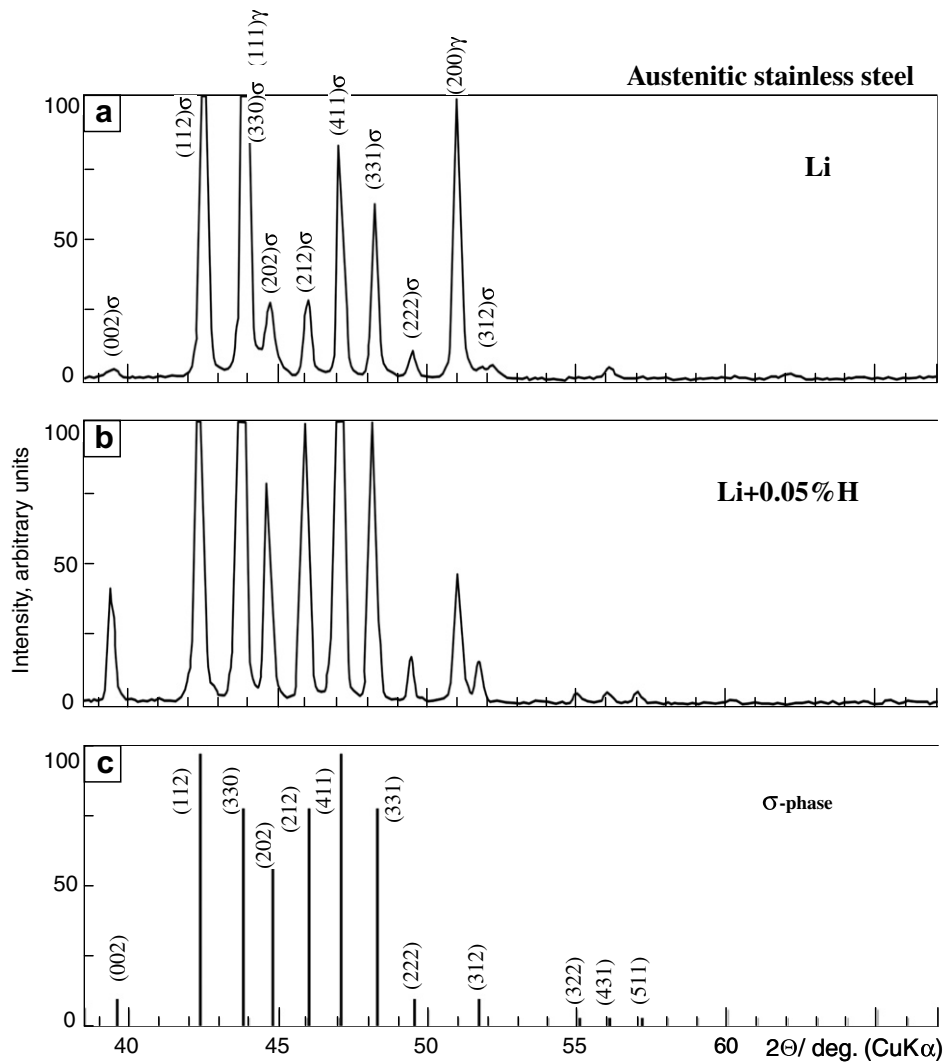 Austenitic stainless steel
a
Li
(112)σ
(330)σ (111)γ
(202)σ
(212)σ
(411)σ
(331)σ
(222)σ
(200)γ
(312)σ
100
50
0
b
Li+0.05%H
100
50
0
Intensity, arbitrary units
c
σ-phase
(002)σ
(002)
(112)
(330)
(202)
(212)
(411)
(331)
(222)
(312)
(322)
(431)
(511)
100
50
0
40 45 50 55 60 2Θ/ deg. (CuKα)